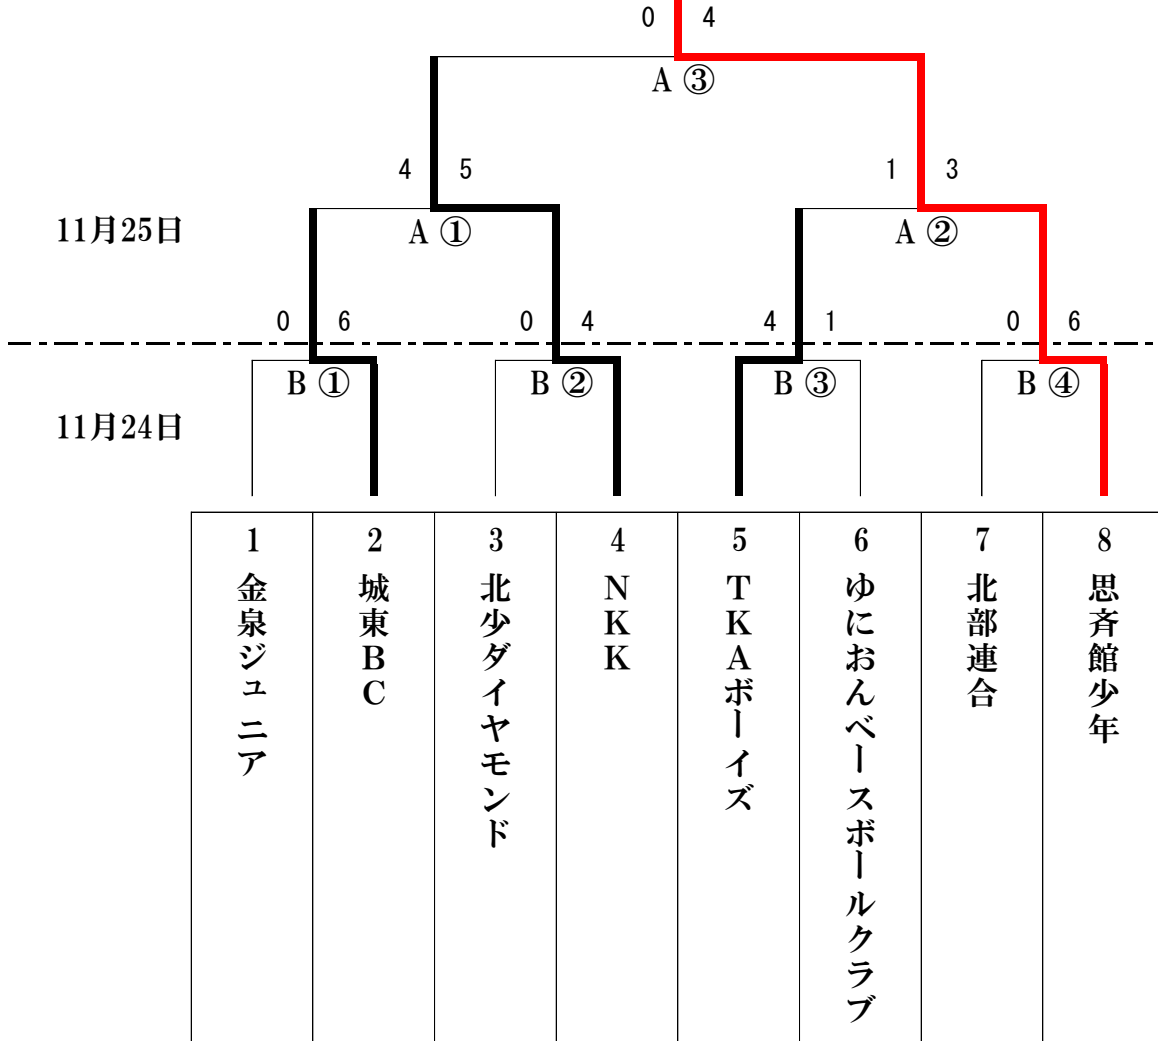 0 4
A ③
4 5
1 3
11月25日
A ①
A ②
0 6
0 4
4 1
0 6
B ①
B ②
B ③
B ④
11月24日
1 2 3 4 5 6 7 8
金泉ジュニア
城東BC
北少ダイヤモンド
NKK
TKAボーイズ
ゆにおんベースボールクラブ
北部連合
思斉館少年